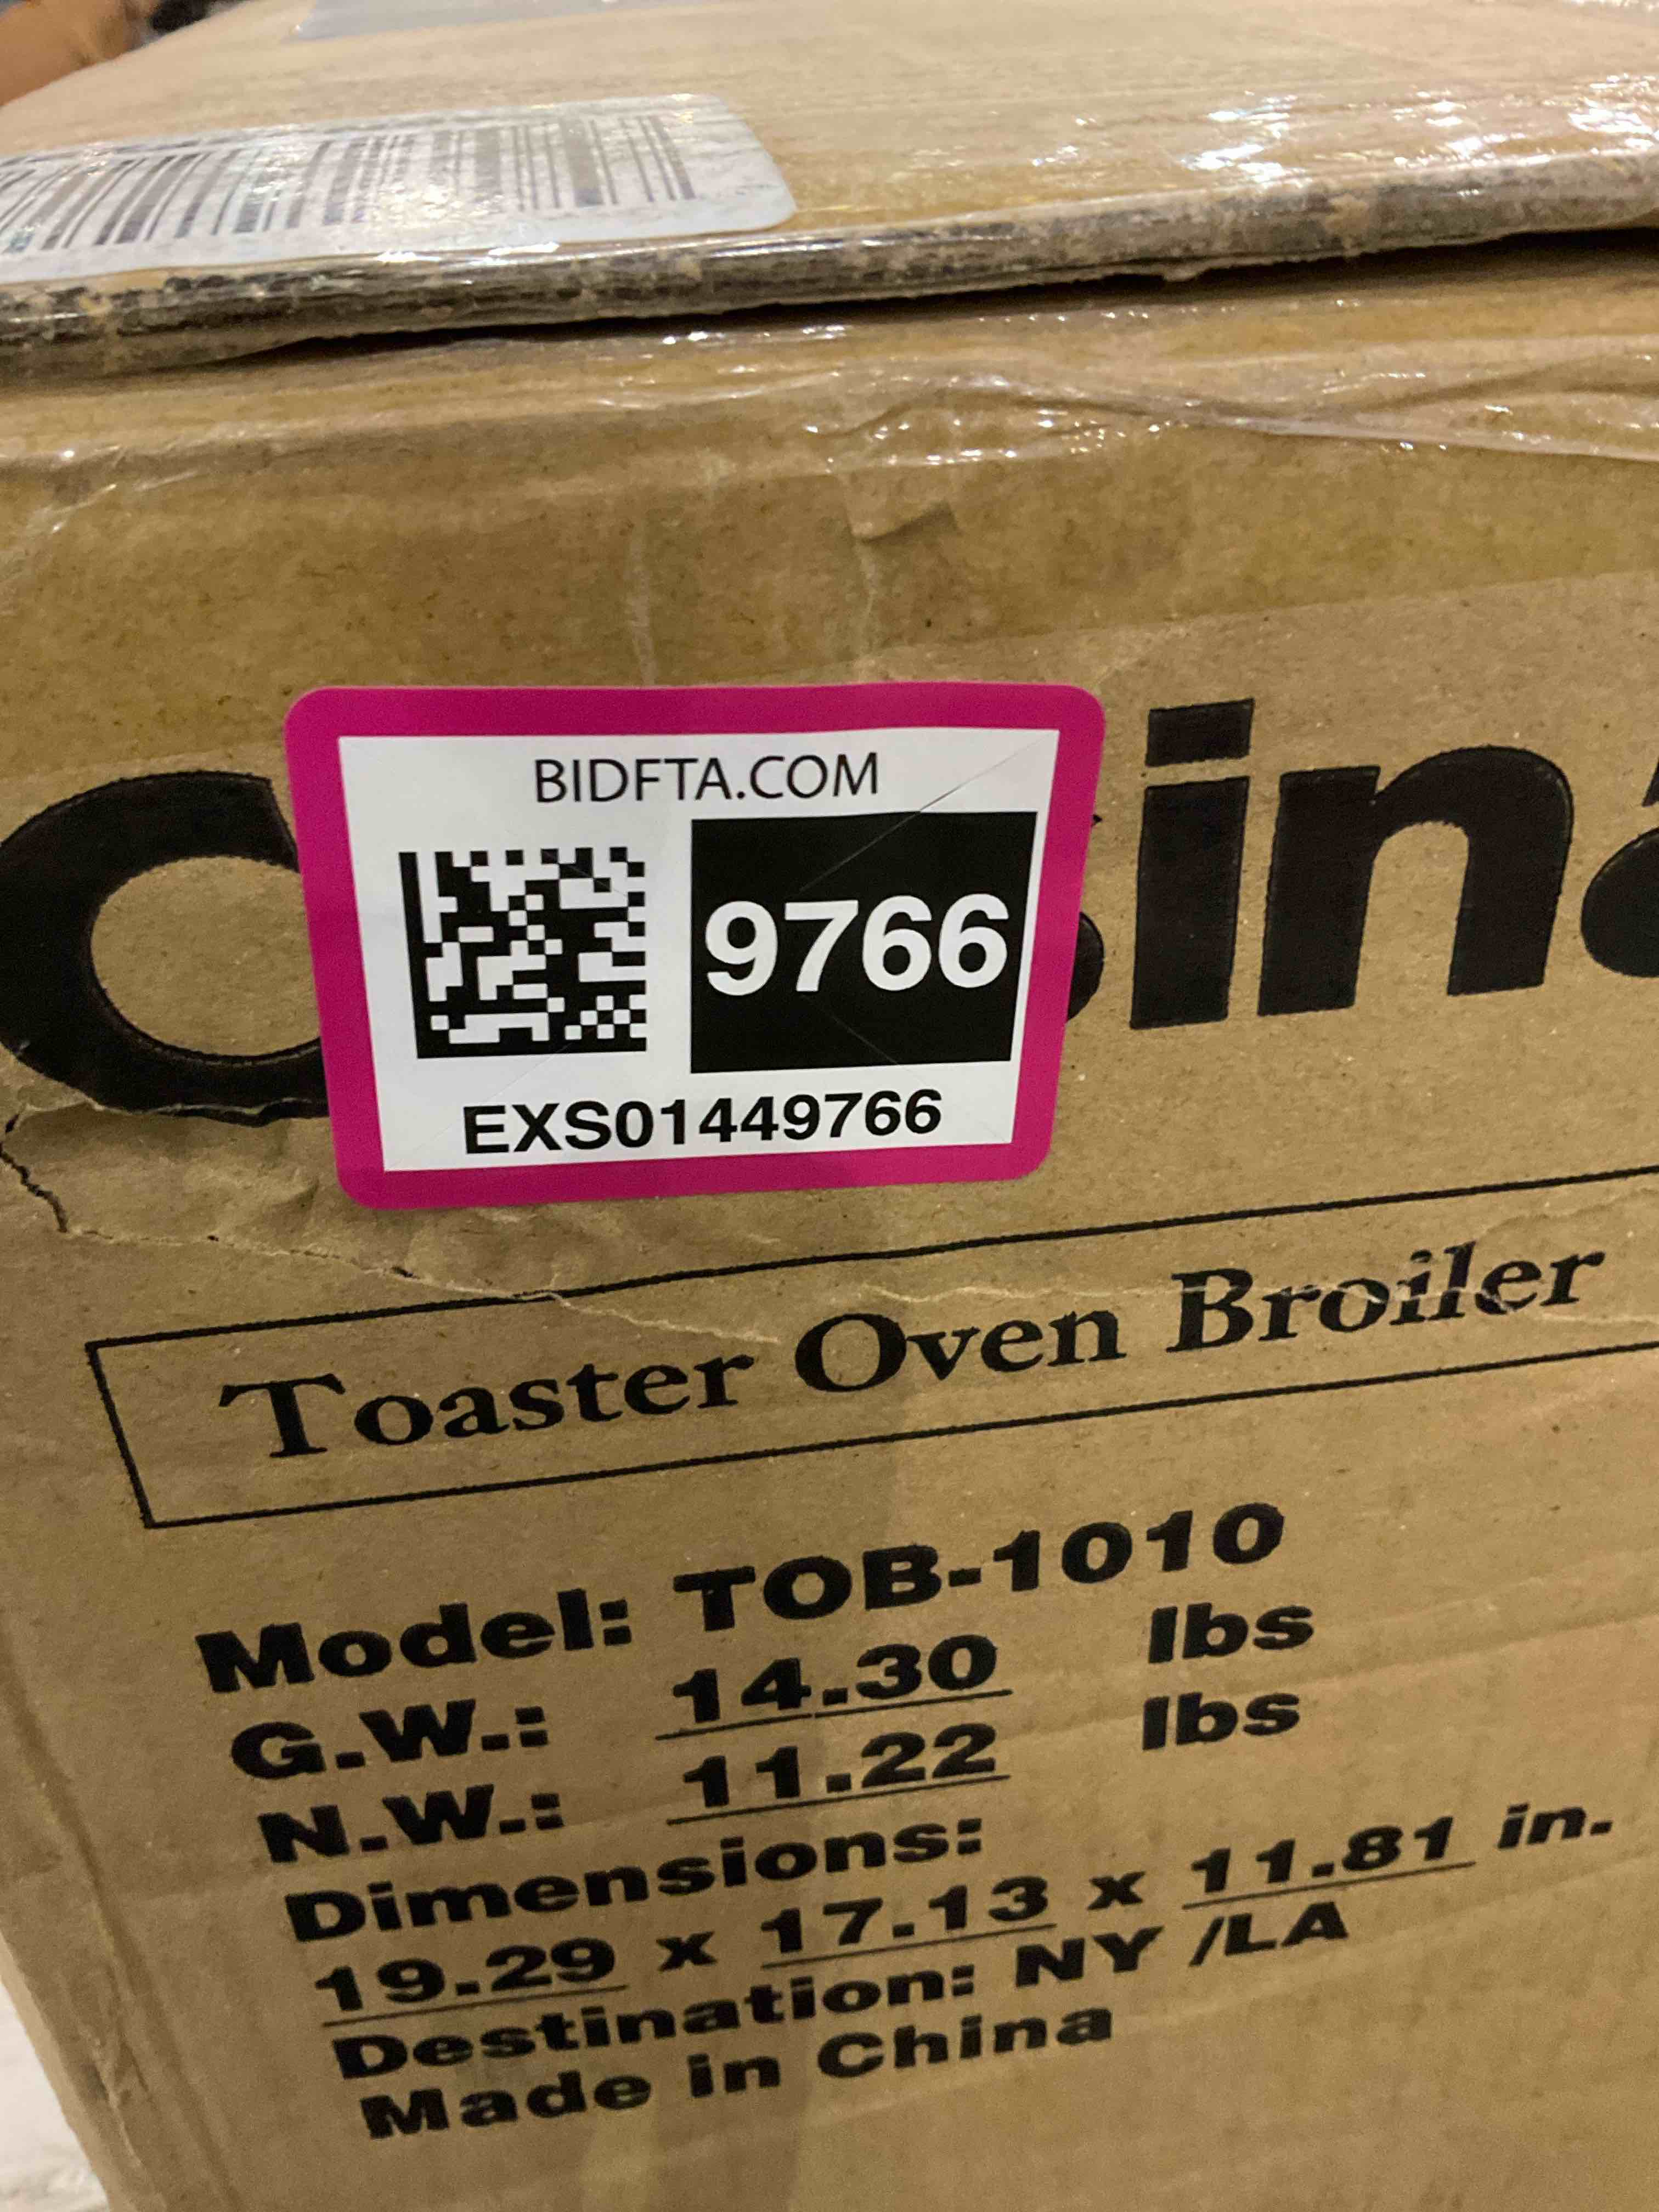 BIDFTA.COM
9766
EXS01449766
Toaster Oven Broiler
Model: TOB-1010
G.W.: 14.30 lbs
N.W.: 11.22 lbs
Dimensions:
19.29 x 17.13 x 11.81 in.
Destination: NY /LA
Made in China